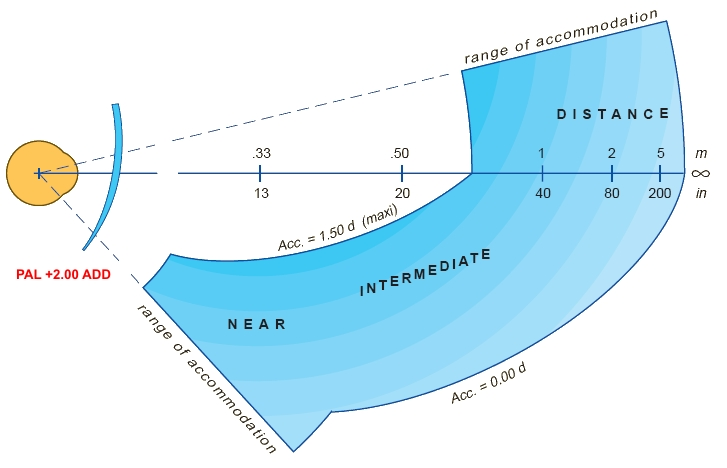 range of accommodation
DISTANCE
.33 .50 1 2 5 m
∞
13 20 40 80 200 in
Acc. = 1.50 d (maxi)
INTERMEDIATE
PAL +2.00 ADD
NEAR
range of accommodation
Acc. = 0.00 d